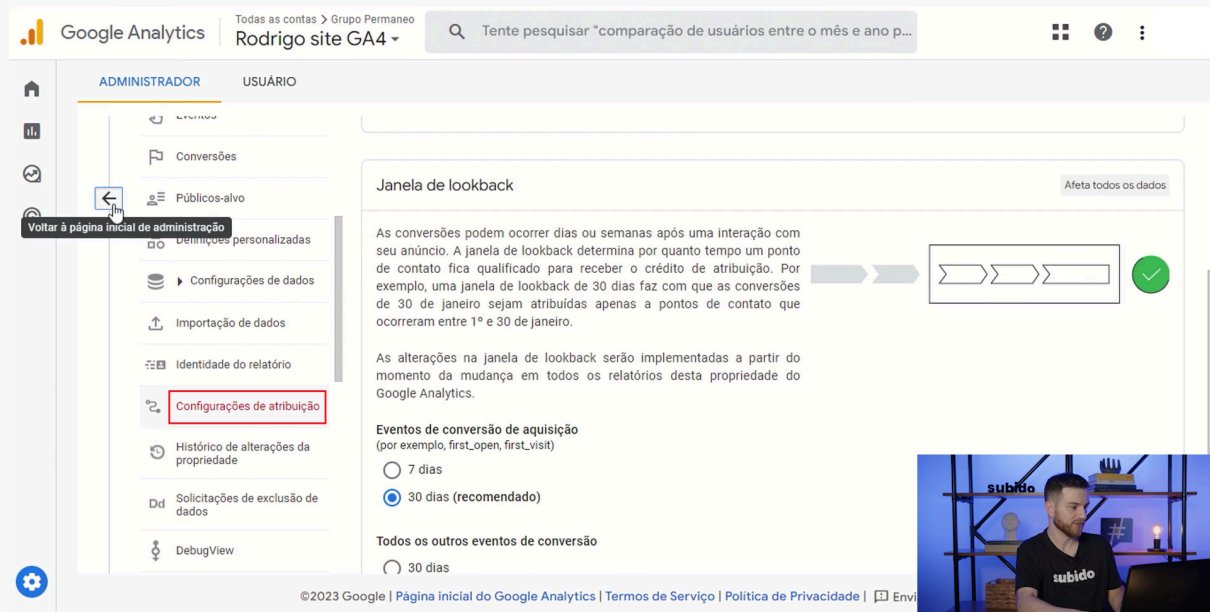 Google Analytics
Todas as contas > Grupo Permaneo
Rodrigo site GA4
Tente pesquisar "comparação de usuários entre o mês e ano p...
ADMINISTRADOR
USUÁRIO
Eventos
Conversões
Públicos-alvo
Voltar à página inicial de administração
Definições personalizadas
Configurações de dados
Importação de dados
Identidade do relatório
Configurações de atribuição
Histórico de alterações da
propriedade
Dd
Solicitações de exclusão de
dados
DebugView
Janela de lookback
Afeta todos os dados
As conversões podem ocorrer dias ou semanas após uma interação com
seu anúncio. A janela de lookback determina por quanto tempo um ponto
de contato fica qualificado para receber o crédito de atribuição. Por
exemplo, uma janela de lookback de 30 dias faz com que as conversões
de 30 de janeiro sejam atribuídas apenas a pontos de contato que
ocorreram entre 1º e 30 de janeiro.
As alterações na janela de lookback serão implementadas a partir do
momento da mudança em todos os relatórios desta propriedade do
Google Analytics.
Eventos de conversão de aquisição
(por exemplo, first_open, first_visit)
7 dias
30 dias (recomendado)
Todos os outros eventos de conversão
30 dias
subido
#
subido
©2023 Google | Página inicial do Google Analytics | Termos de Serviço | Política de Privacidade | Envi